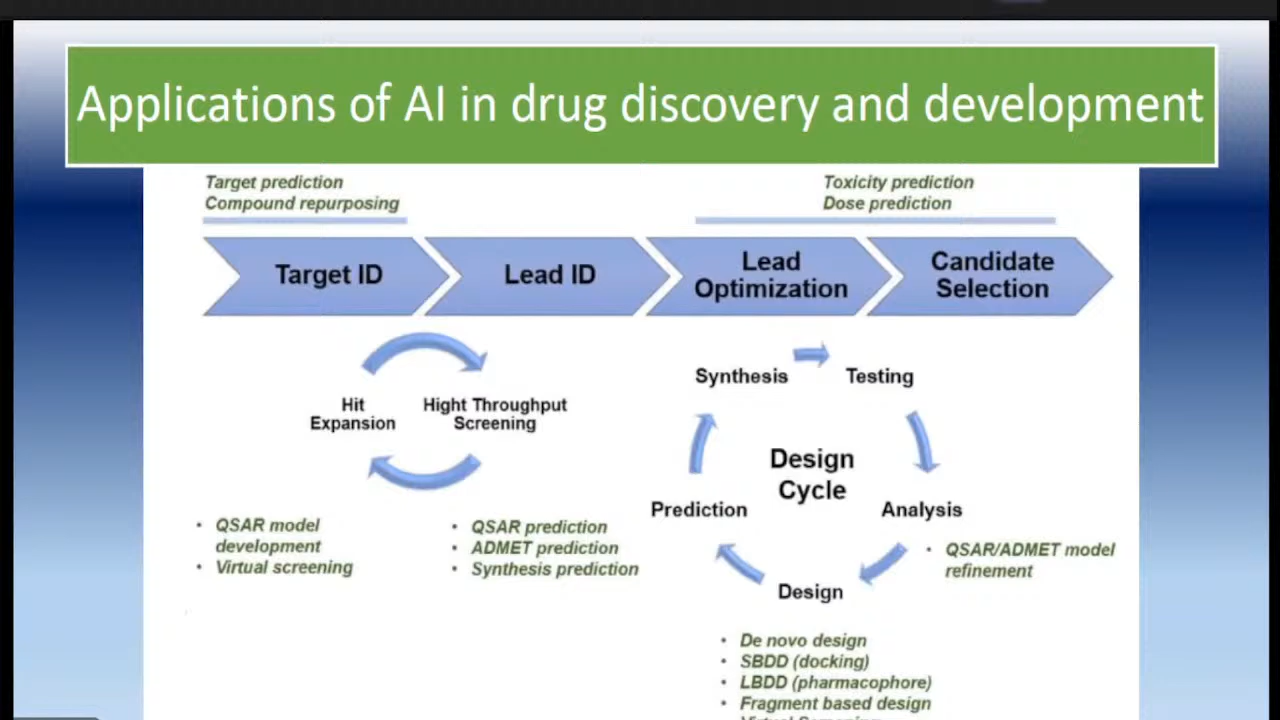 Applications of AI in drug discovery and development
Target prediction
Compound repurposing
Toxicity prediction
Dose prediction
Target ID
Lead ID
Lead
Optimization
Candidate
Selection
Hit
Expansion
Hight Throughput
Screening
• QSAR model
development
• Virtual screening
• QSAR prediction
• ADMET prediction
• Synthesis prediction
Synthesis
Testing
Design
Cycle
Prediction
Analysis
• QSAR/ADMET model
refinement
Design
• De novo design
• SBDD (docking)
• LBDD (pharmacophore)
• Fragment based design